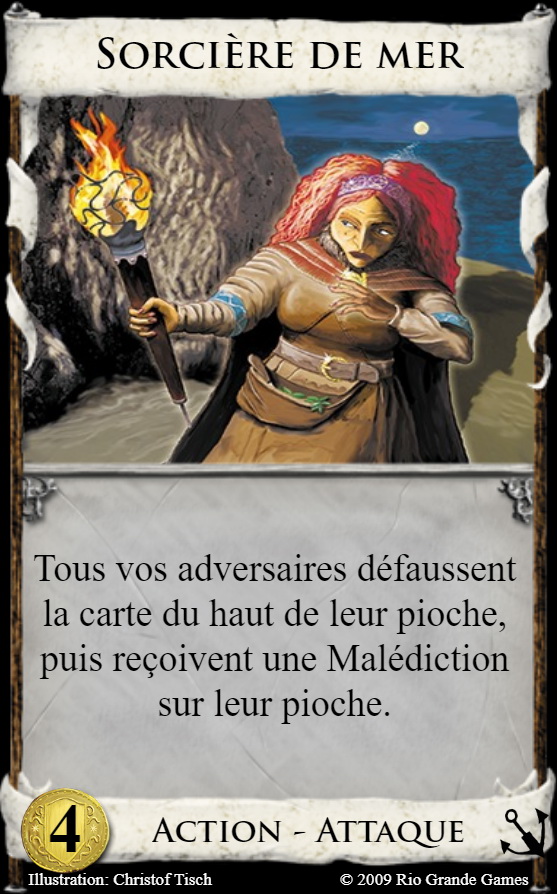 Sorcière de mer
Tous vos adversaires défaussent
la carte du haut de leur pioche,
puis reçoivent une Malédiction
sur leur pioche.
4
Action - Attaque
Illustration: Christof Tisch
© 2009 Rio Grande Games